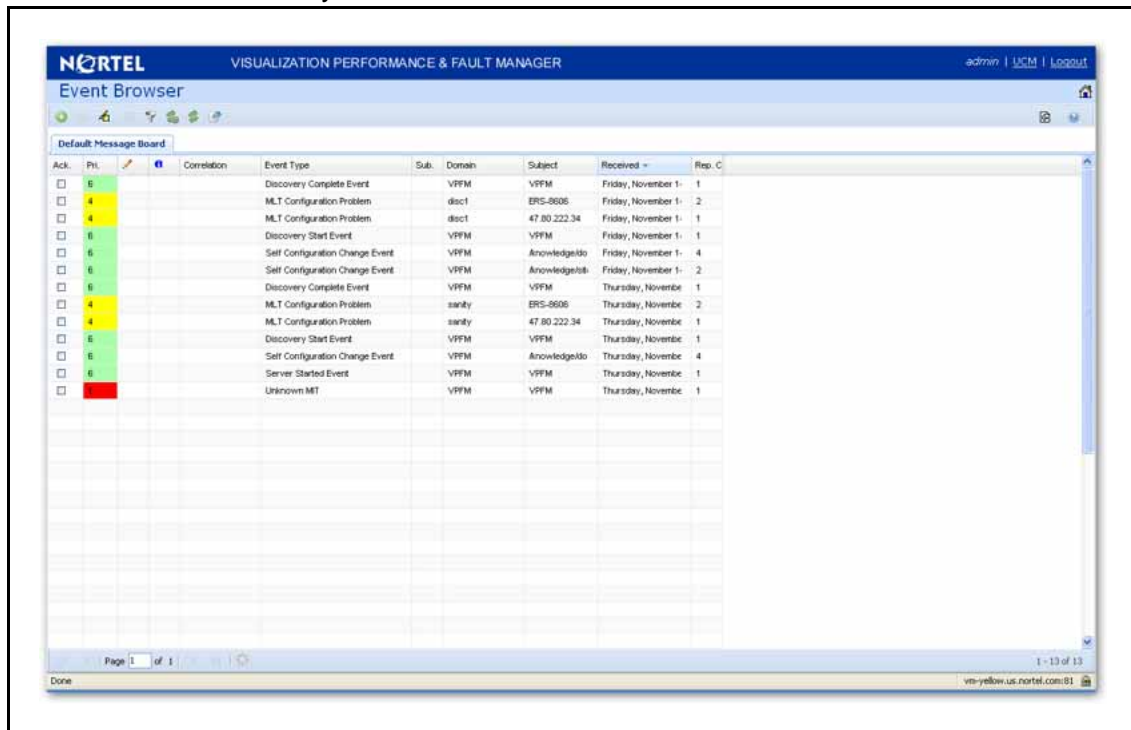 NORTEL VISUALIZATION PERFORMANCE & FAULT MANAGER admin | UCM | Logout
Event Browser
Default Message Board
Ack. Pri. Correlation Event Type Sub. Domain Subject Received Rep. C
6 Discovery Complete Event VPFM VPFM Friday, November 1 1
4 MLT Configuration Problem disc1 ERS-8606 Friday, November 1 2
4 MLT Configuration Problem disc1 47.80.222.34 Friday, November 1 1
6 Discovery Start Event VPFM VPFM Friday, November 1 1
6 Self Configuration Change Event VPFM Anowledge/do Friday, November 1 4
6 Self Configuration Change Event VPFM Friday, November 1 2
6 Discovery Complete Event VPFM VPFM Thursday, Novembe 1
4 MLT Configuration Problem sanity ERS-8606 Thursday, Novembe 2
4 MLT Configuration Problem sanity 47.80.222.34 Thursday, Novembe 1
6 Discovery Start Event VPFM VPFM Thursday, Novembe 1
6 Self Configuration Change Event VPFM Anowledge/do Thursday, Novembe 4
6 Server Started Event VPFM VPFM Thursday, Novembe 1
Unknown MIT VPFM VPFM Thursday, Novembe 1
Page 1 of 1 1 - 13 of 13
Done vm-yellow.us.nortel.com:81